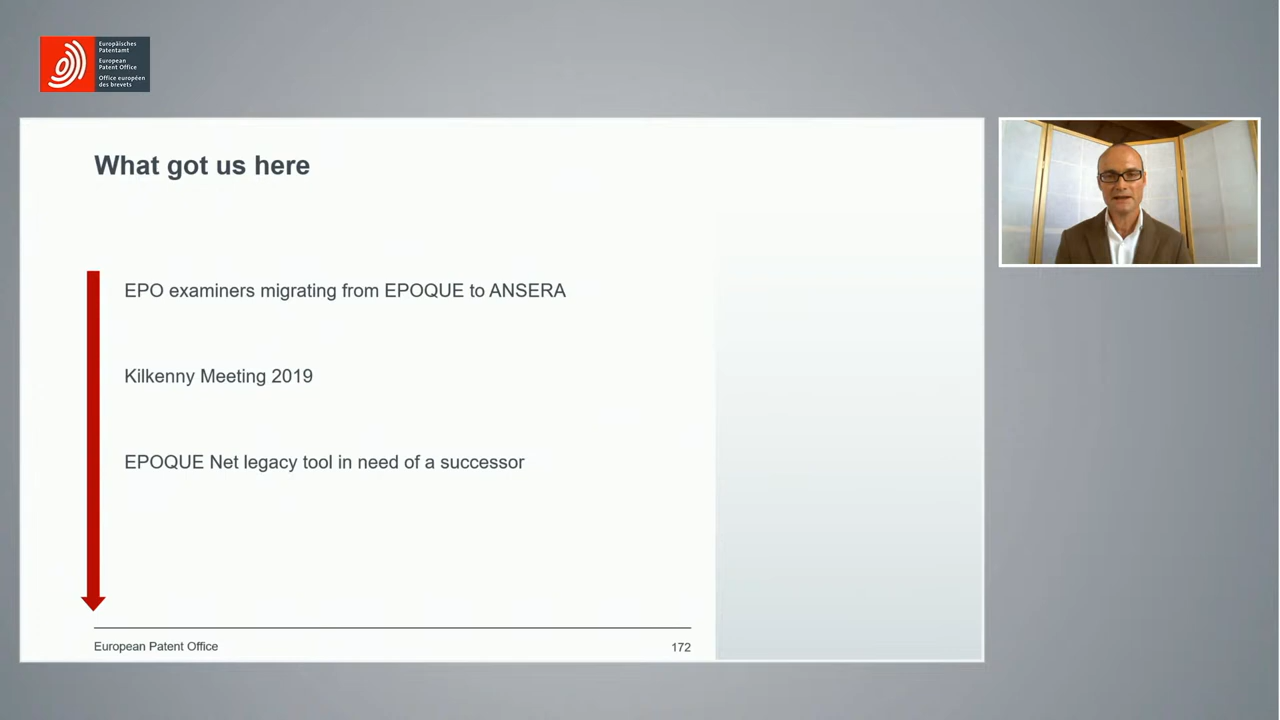 Europäisches
Patentamt
European
Patent Office
Office européen
des brevets
What got us here
EPO examiners migrating from EPOQUE to ANSERA
Kilkenny Meeting 2019
EPOQUE Net legacy tool in need of a successor
European Patent Office
172